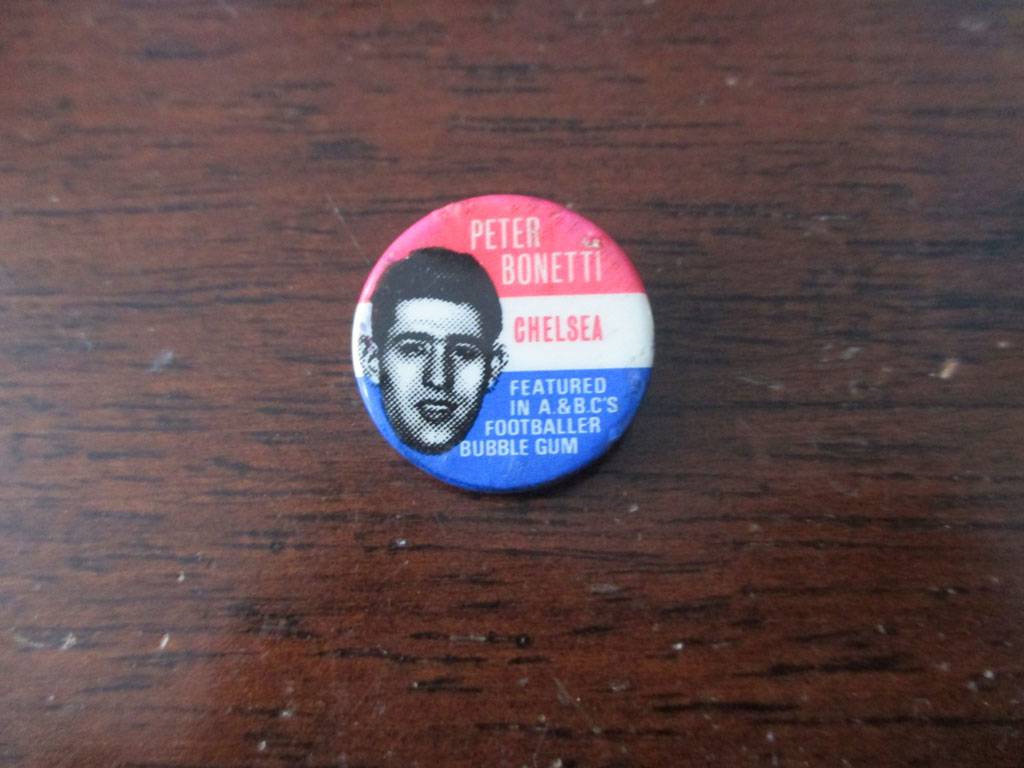 PETER
BONETTI
CHELSEA
FEATURED
IN A.&B.C'S
FOOTBALLER
BUBBLE GUM